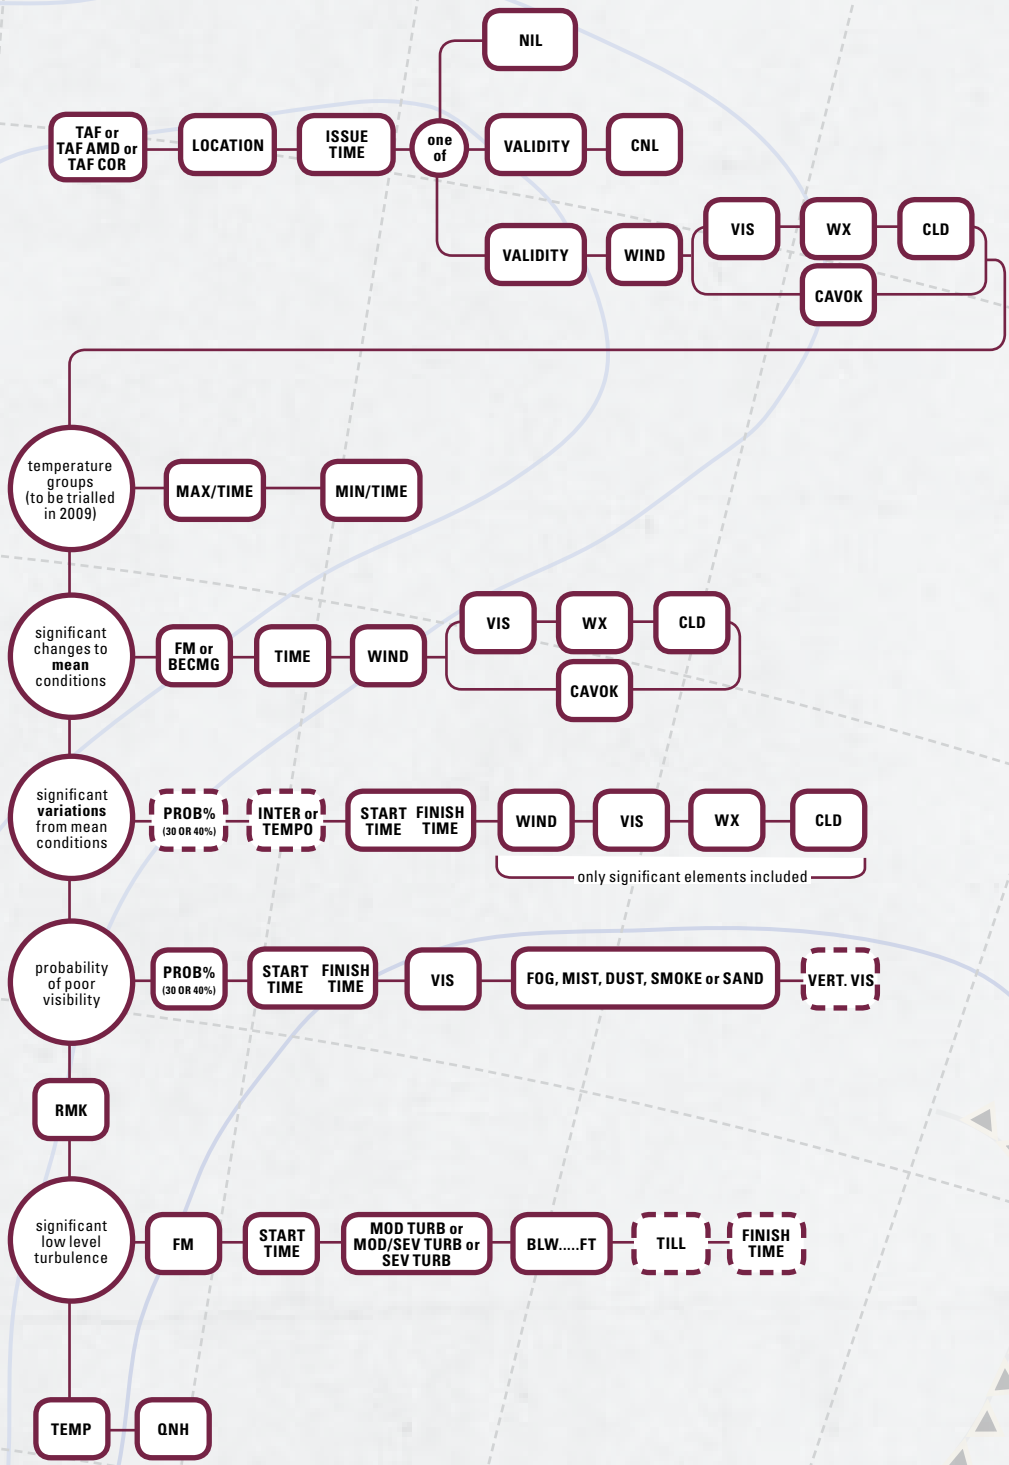 NIL
TAF or
TAF AMD or
TAF COR
LOCATION
ISSUE
TIME
one
of
VALIDITY
CNL
VALIDITY
WIND
VIS
WX
CLD
CAVOK
temperature
groups
(to be trialled
in 2009)
MAX/TIME
MIN/TIME
significant
changes to
mean
conditions
FM or
BECMG
TIME
WIND
VIS
WX
CLD
CAVOK
significant
variations
from mean
conditions
PROB%
(30 OR 40%)
INTER or
TEMPO
START FINISH
TIME TIME
WIND
VIS
WX
CLD
only significant elements included
probability
of poor
visibility
PROB%
(30 OR 40%)
START FINISH
TIME TIME
VIS
FOG, MIST, DUST, SMOKE or SAND
VERT. VIS
RMK
significant
low level
turbulence
FM
START
TIME
MOD TURB or
MOD/SEV TURB or
SEV TURB
BLW.....FT
TILL
FINISH
TIME
TEMP
QNH